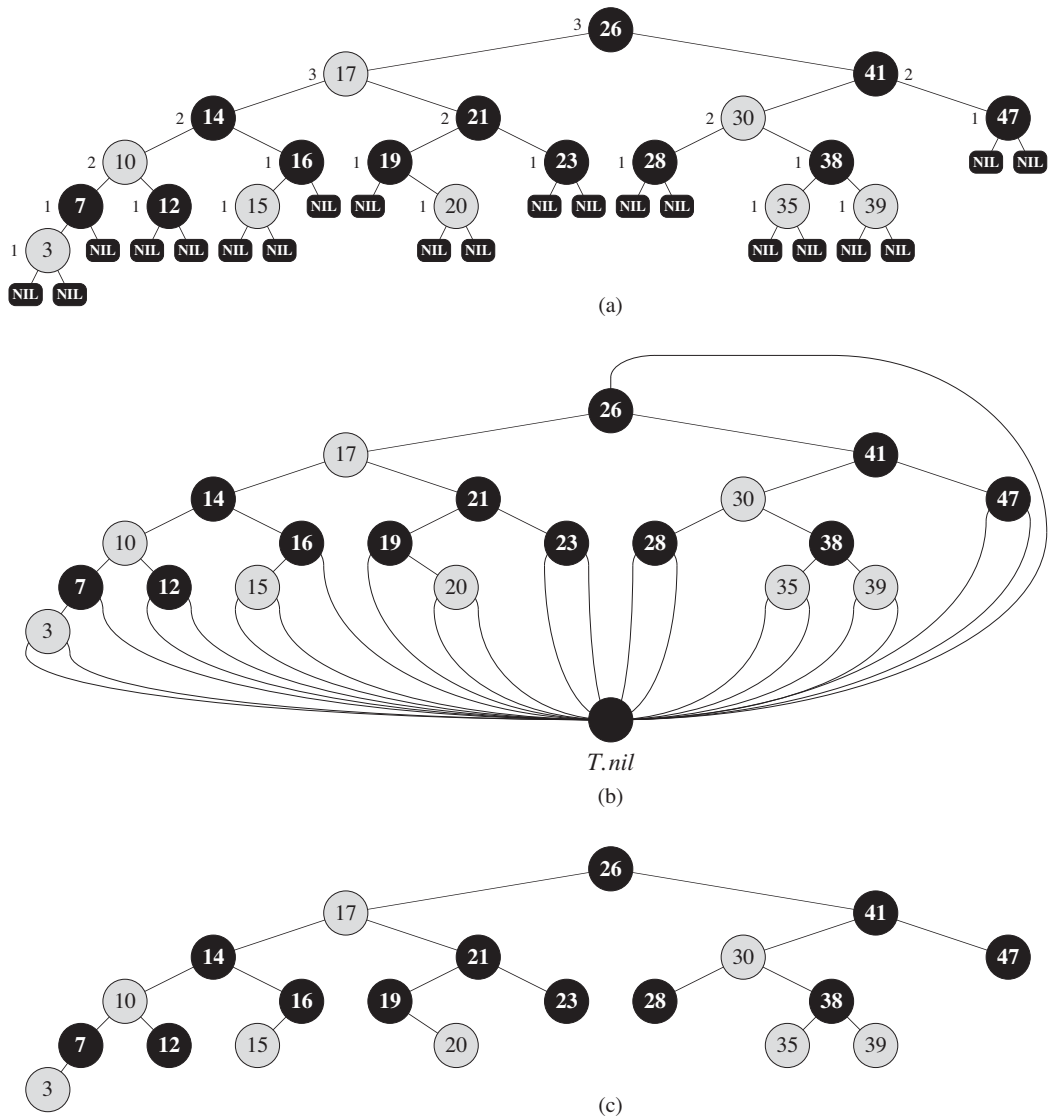 3 26
3 17 41 2
2 14 2 21 2 30 1 47
2 10 1 16 1 19 1 23 1 28 1 38 NIL NIL
1 7 1 12 1 15 NIL NIL 1 20 NIL NIL NIL NIL 1 35 1 39
1 3 NIL NIL NIL NIL NIL NIL NIL NIL NIL NIL NIL NIL
NIL NIL
(a)
26
17 41
14 21 30 47
10 16 19 23 28 38
7 12 15 20 35 39
3
T.nil
(b)
26
17 41
14 21 30 47
10 16 19 23 28 38
7 12 15 20 35 39
3
(c)